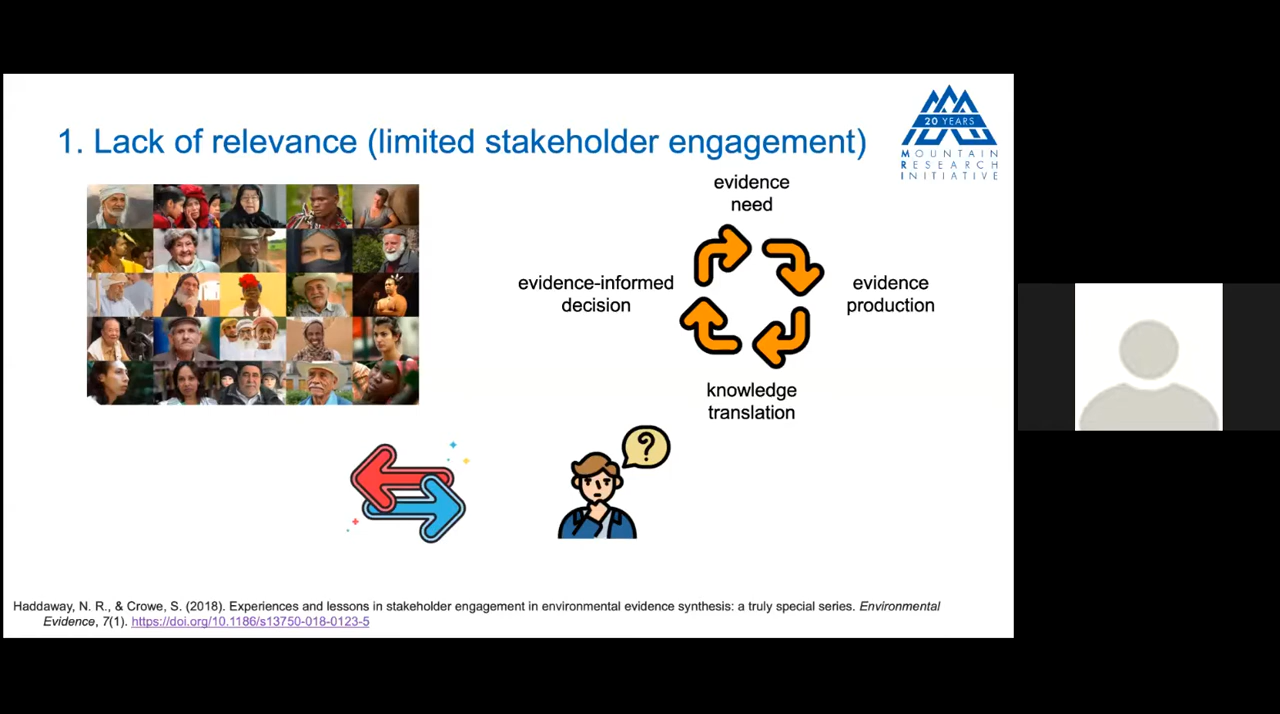 1. Lack of relevance (limited stakeholder engagement)
20 YEARS
MOUNTAIN
RESEARCH
INITIATIVE
evidence
need
evidence-informed
decision
evidence
production
knowledge
translation
?
Haddaway, N. R., & Crowe, S. (2018). Experiences and lessons in stakeholder engagement in environmental evidence synthesis: a truly special series. Environmental
Evidence, 7(1). https://doi.org/10.1186/s13750-018-0123-5